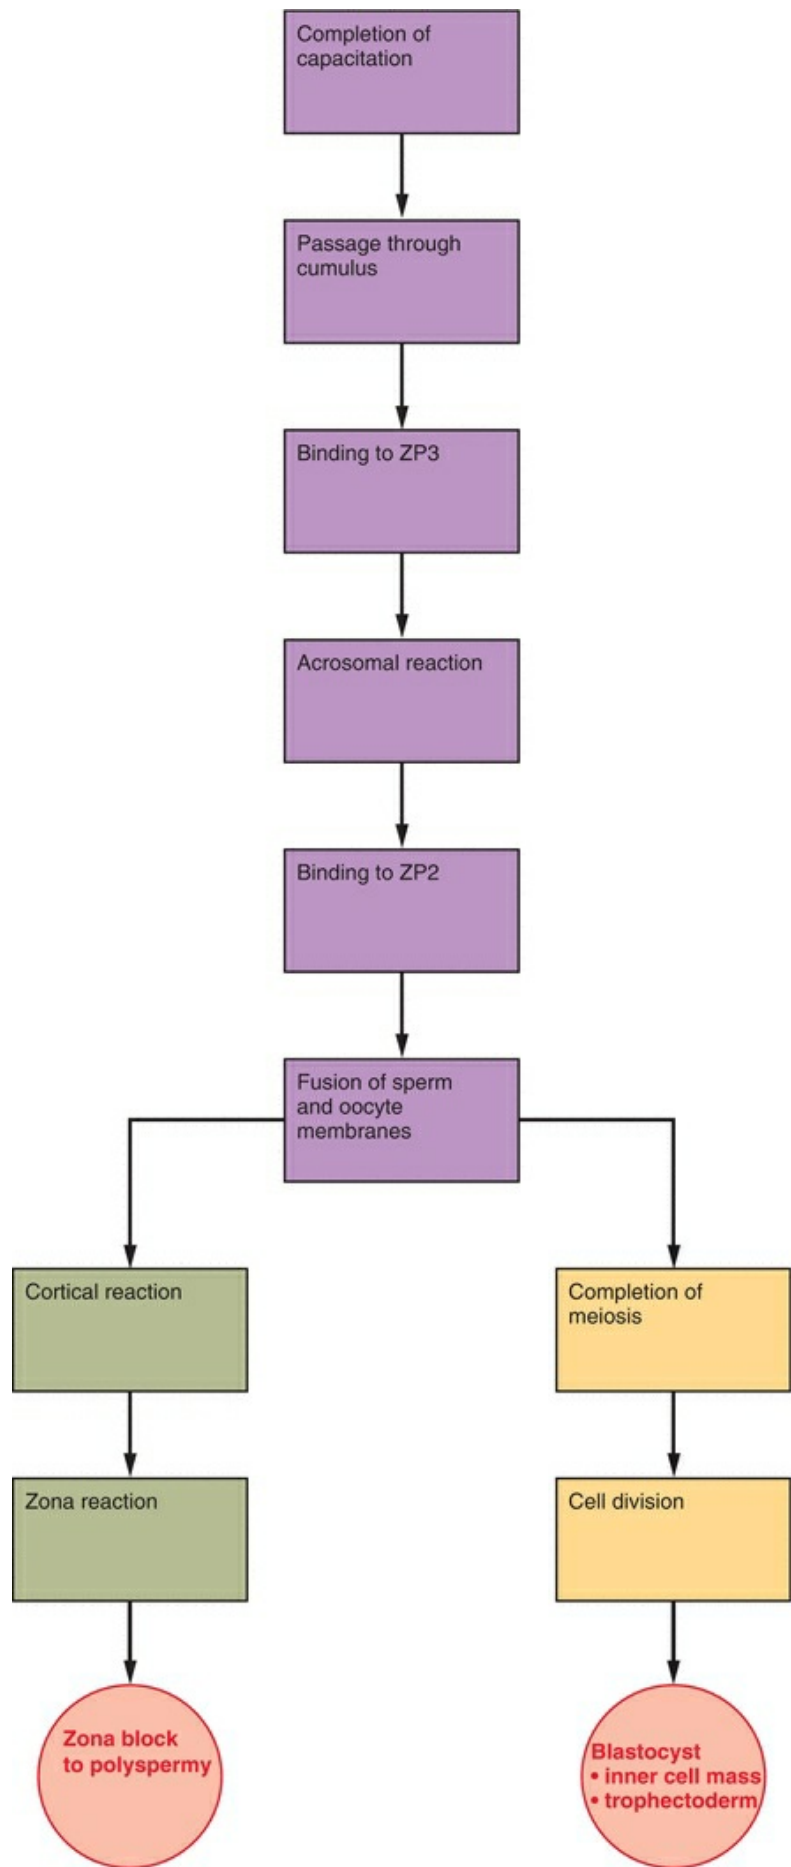 Completion of
capacitation
Passage through
cumulus
Binding to ZP3
Acrosomal reaction
Binding to ZP2
Fusion of sperm
and oocyte
membranes
Cortical reaction
Completion of
meiosis
Zona reaction
Cell division
Zona block
to polyspermy
Blastocyst
• inner cell mass
• trophectoderm